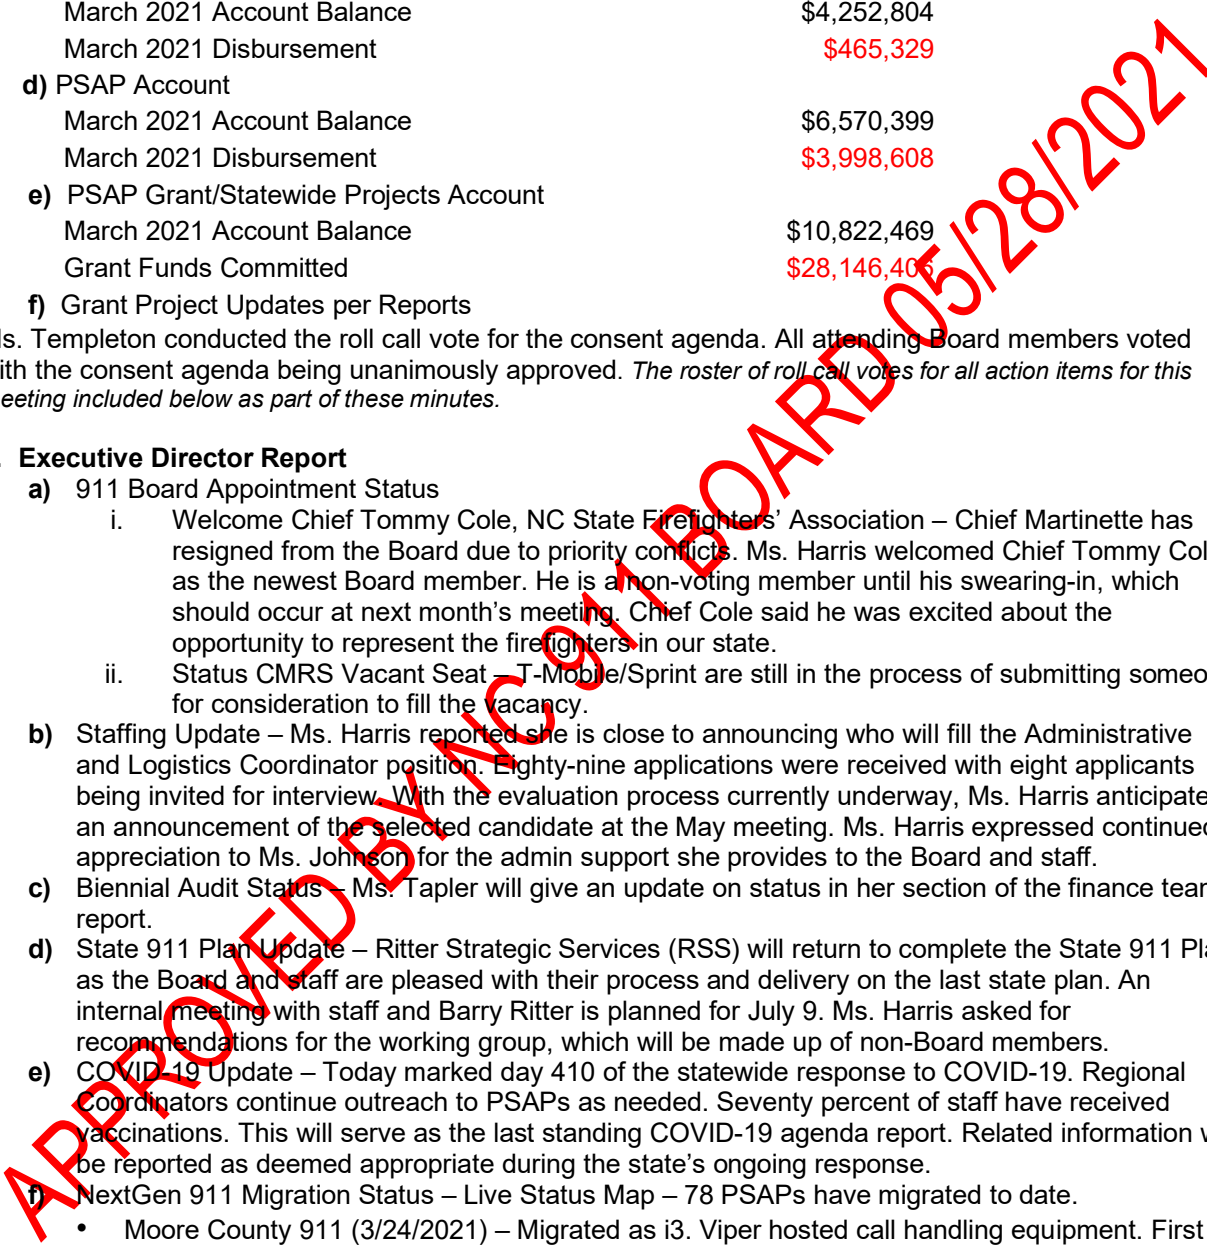 March 2021 Account Balance $4,252,804
March 2021 Disbursement $465,329
d) PSAP Account
March 2021 Account Balance $6,570,399
March 2021 Disbursement $3,998,608
e) PSAP Grant/Statewide Projects Account
March 2021 Account Balance $10,822,469
Grant Funds Committed $28,146,406
f) Grant Project Updates per Reports
s. Templeton conducted the roll call vote for the consent agenda. All attending Board members voted
ith the consent agenda being unanimously approved. The roster of roll call votes for all action items for this
eeting included below as part of these minutes.
. Executive Director Report
a) 911 Board Appointment Status
i. Welcome Chief Tommy Cole, NC State Firefighters’ Association – Chief Martinette has
resigned from the Board due to priority conflicts. Ms. Harris welcomed Chief Tommy Col
as the newest Board member. He is a non-voting member until his swearing-in, which
should occur at next month’s meeting. Chief Cole said he was excited about the
opportunity to represent the firefighters in our state.
ii. Status CMRS Vacant Seat – T-Mobile/Sprint are still in the process of submitting someo
for consideration to fill the vacancy.
b) Staffing Update – Ms. Harris reported she is close to announcing who will fill the Administrative
and Logistics Coordinator position. Eighty-nine applications were received with eight applicants
being invited for interview. With the evaluation process currently underway, Ms. Harris anticipate
an announcement of the selected candidate at the May meeting. Ms. Harris expressed continued
appreciation to Ms. Johnson for the admin support she provides to the Board and staff.
c) Biennial Audit Status – Ms. Tapler will give an update on status in her section of the finance tear
report.
d) State 911 Plan Update – Ritter Strategic Services (RSS) will return to complete the State 911 Pla
as the Board and staff are pleased with their process and delivery on the last state plan. An
internal meeting with staff and Barry Ritter is planned for July 9. Ms. Harris asked for
recommendations for the working group, which will be made up of non-Board members.
e) COVID-19 Update – Today marked day 410 of the statewide response to COVID-19. Regional
Coordinators continue outreach to PSAPs as needed. Seventy percent of staff have received
vaccinations. This will serve as the last standing COVID-19 agenda report. Related information w
be reported as deemed appropriate during the state’s ongoing response.
f) NextGen 911 Migration Status – Live Status Map – 78 PSAPs have migrated to date.
• Moore County 911 (3/24/2021) – Migrated as i3. Viper hosted call handling equipment. First
APPROVED BY NC 911 BOARD 05/28/2021